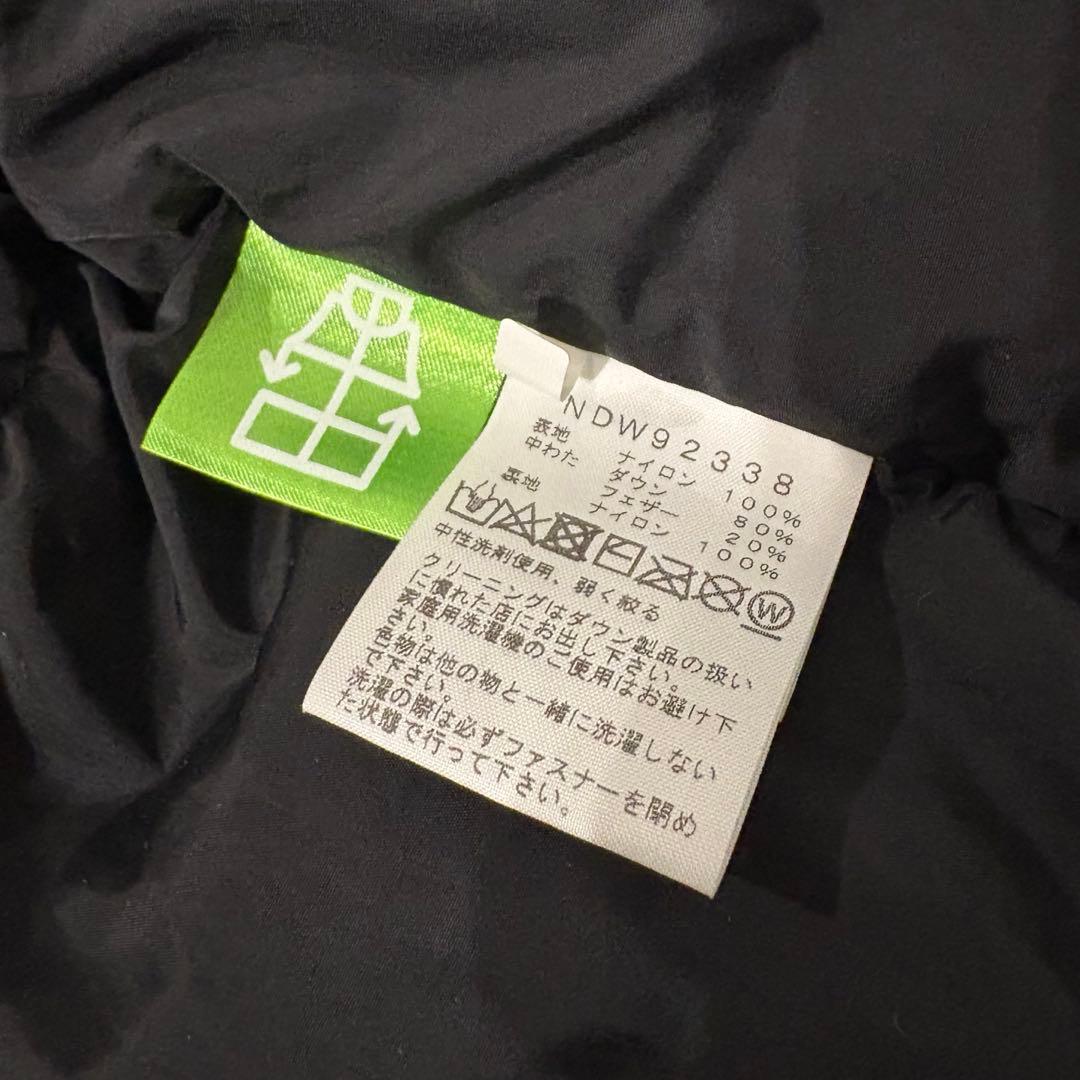 NDW92338
表地 ナイロン 100%
中わた ダウン 80%
フェザー 20%
裏地 ナイロン 100%
W
中性洗剤使用、弱く絞る
クリーニングはダウン製品の扱い
に慣れた店にお出し下さい。
家庭用洗濯機のご使用はお避け下
さい。
色物は他の物と一緒に洗濯しない
で下さい。
洗濯の際は必ずファスナーを閉め
た状態で行って下さい。